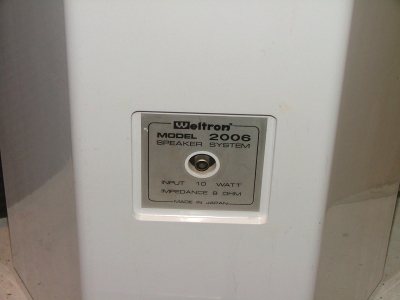 Weltron
MODEL 2006
SPEAKER SYSTEM
INPUT 10 WATT
IMPEDANCE 8 OHM
MADE IN JAPAN